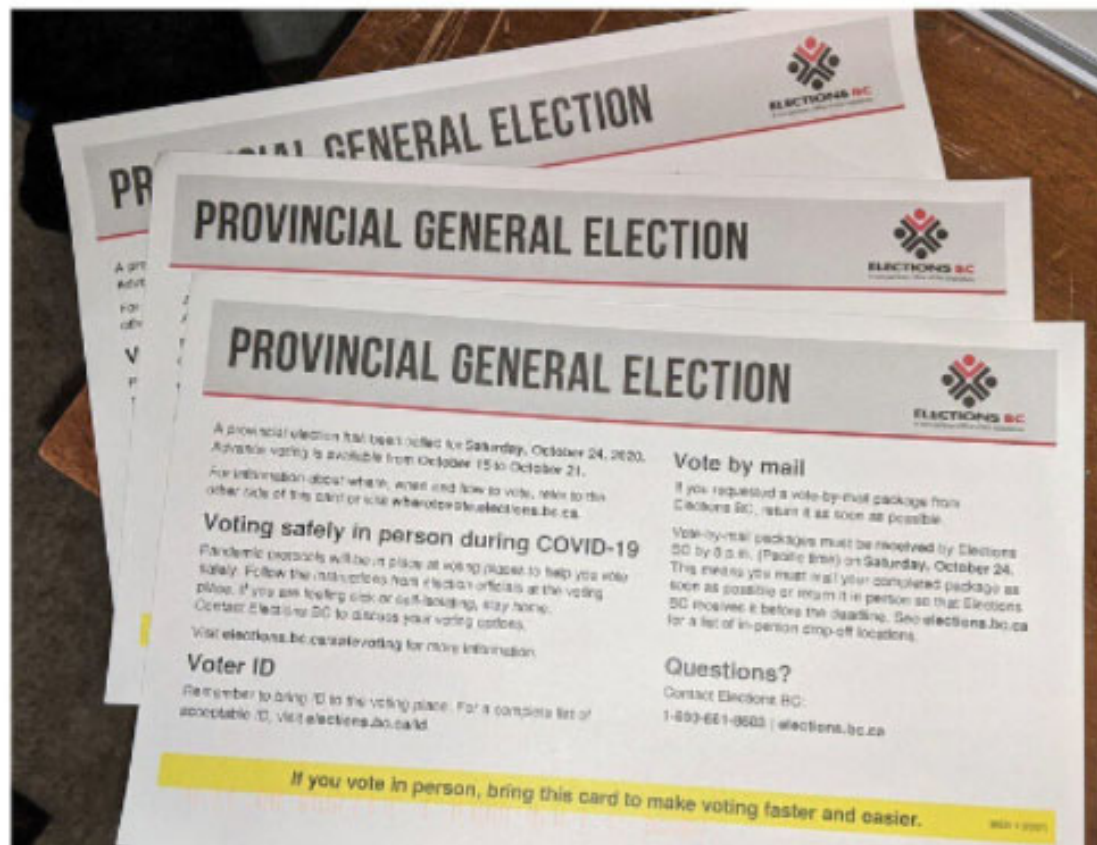 PROVINCIAL GENERAL ELECTION
ELECTIONS BC
PROVINCIAL GENERAL ELECTION
ELECTIONS BC
PROVINCIAL GENERAL ELECTION
ELECTIONS BC
A provincial election has been called for Saturday, October 24, 2020.
Advance voting is available from October 15 to October 21.
For information about where, when and how to vote, refer to the
other side of this card or visit wheretovote.elections.bc.ca
Voting safely in person during COVID-19
Pandemic protocols will be in place at voting places to help you vote
safely. Follow the instructions from election officials at the voting
place. If you are feeling sick or self-isolating, stay home.
Contact Elections BC to discuss your voting options.
Visit elections.bc.ca/safevoting for more information.
Voter ID
Remember to bring ID to the voting place. For a complete list of
acceptable ID, visit elections.bc.ca/id
Vote by mail
If you requested a vote-by-mail package from
Elections BC, return it as soon as possible.
Vote-by-mail packages must be received by Elections
BC by 8 p.m. (Pacific time) on Saturday, October 24.
This means you must mail your completed package as
soon as possible or return it in person so that Elections
BC receives it before the deadline. See elections.bc.ca
for a list of in-person drop-off locations.
Questions?
Contact Elections BC:
1-800-661-8683 | elections.bc.ca
If you vote in person, bring this card to make voting faster and easier.